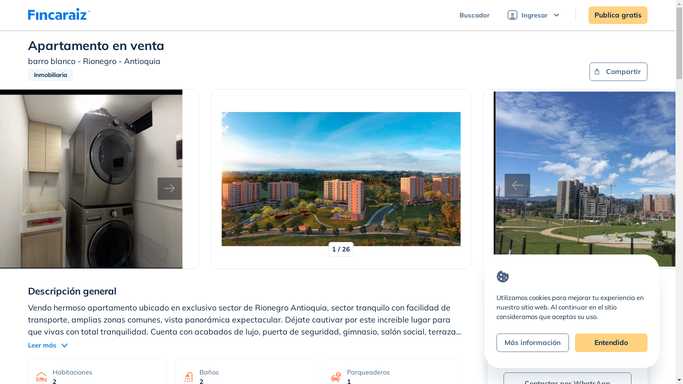 Fincaraiz
Buscador
Ingresar
Publica gratis
Apartamento en venta
barro blanco - Rionegro - Antioquia
Inmobiliaria
Compartir
1 / 26
Descripción general
Vendo hermoso apartamento ubicado en exclusivo sector de Rionegro Antioquia, sector tranquilo con facilidad de
transporte, amplias zonas comunes, vista panorámica espectacular. Déjate cautivar por este increible lugar para
que vivas con total tranquilidad. Cuenta con acabados de lujo, puerta de seguridad, gimnasio, salón social, terraza...
Leer más
Habitaciones
2
Baños
2
Parqueaderos
1
Utilizamos cookies para mejorar tu experiencia en
nuestro sitio web. Al continuar en el sitio
consideramos que aceptas su uso.
Más información
Entendido
Contactar por WhatsApp